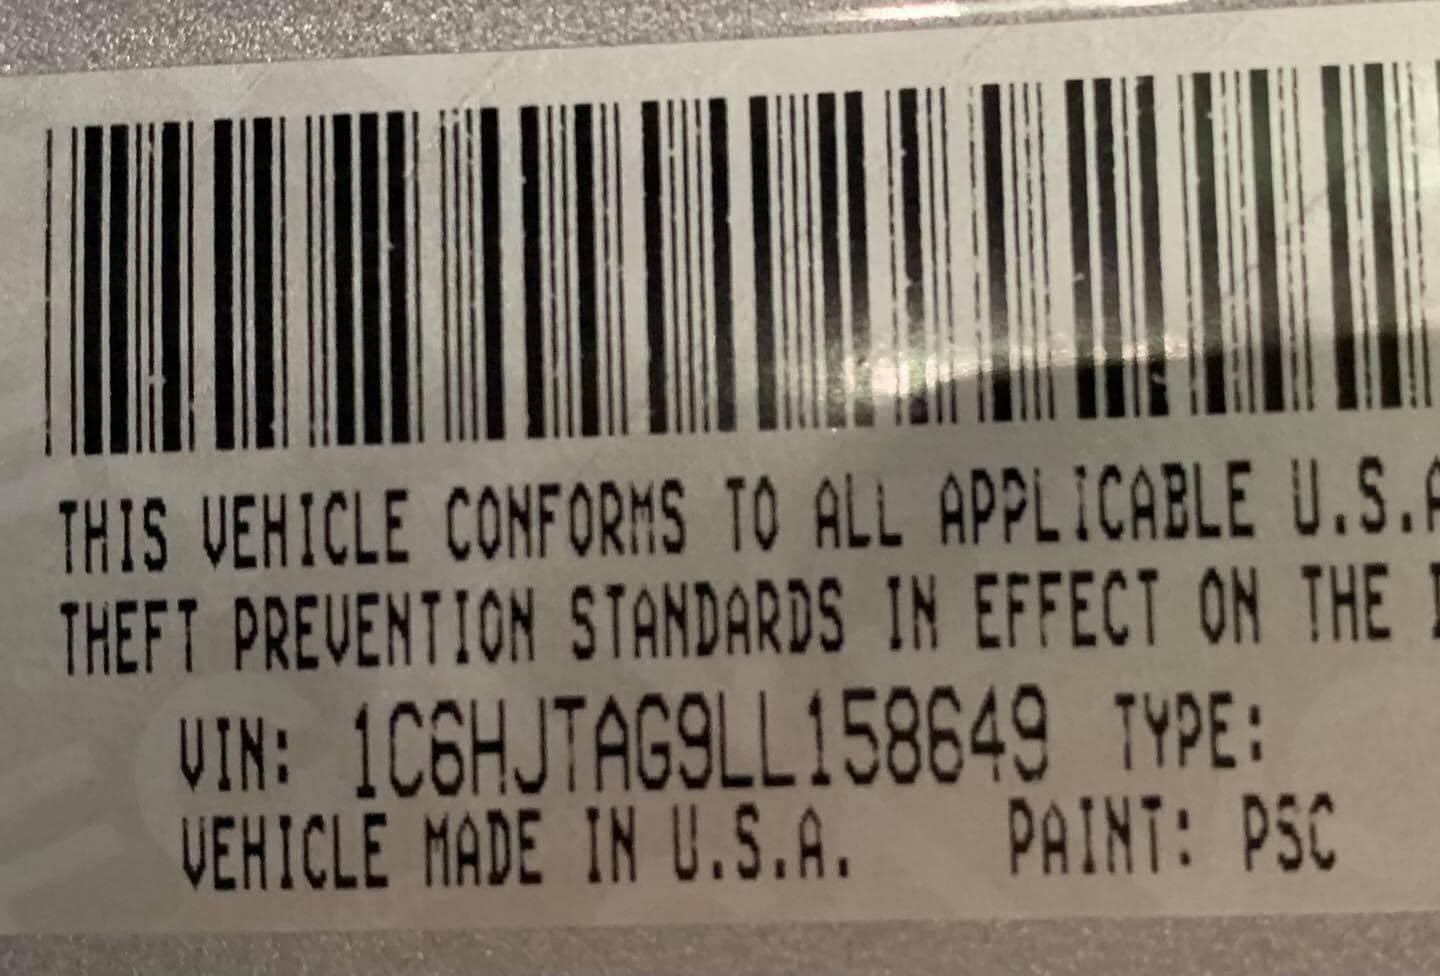 THIS VEHICLE CONFORMS TO ALL APPLICABLE U.S.A
THEFT PREVENTION STANDARDS IN EFFECT ON THE
VIN: 1C6HJTAG9LL158649 TYPE:
VEHICLE MADE IN U.S.A. PAINT: PSC